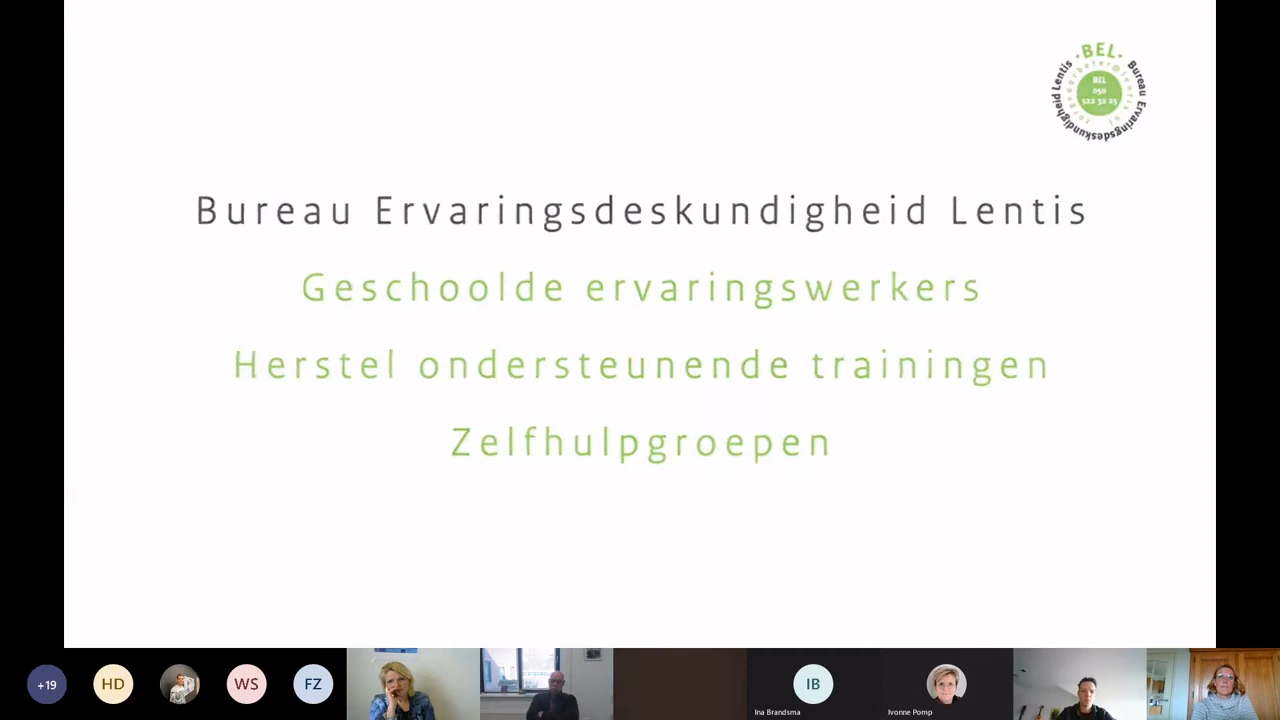 · BEL ·
Bureau Ervaringsdeskundigheid Lentis
BEL
050
522 32 25
Bureau Ervaringsdeskundigheid Lentis
Geschoolde ervaringswerkers
Herstel ondersteunende trainingen
Zelfhulpgroepen
+19
HD
WS
FZ
IB
Ina Brandsma
Ivonne Pomp